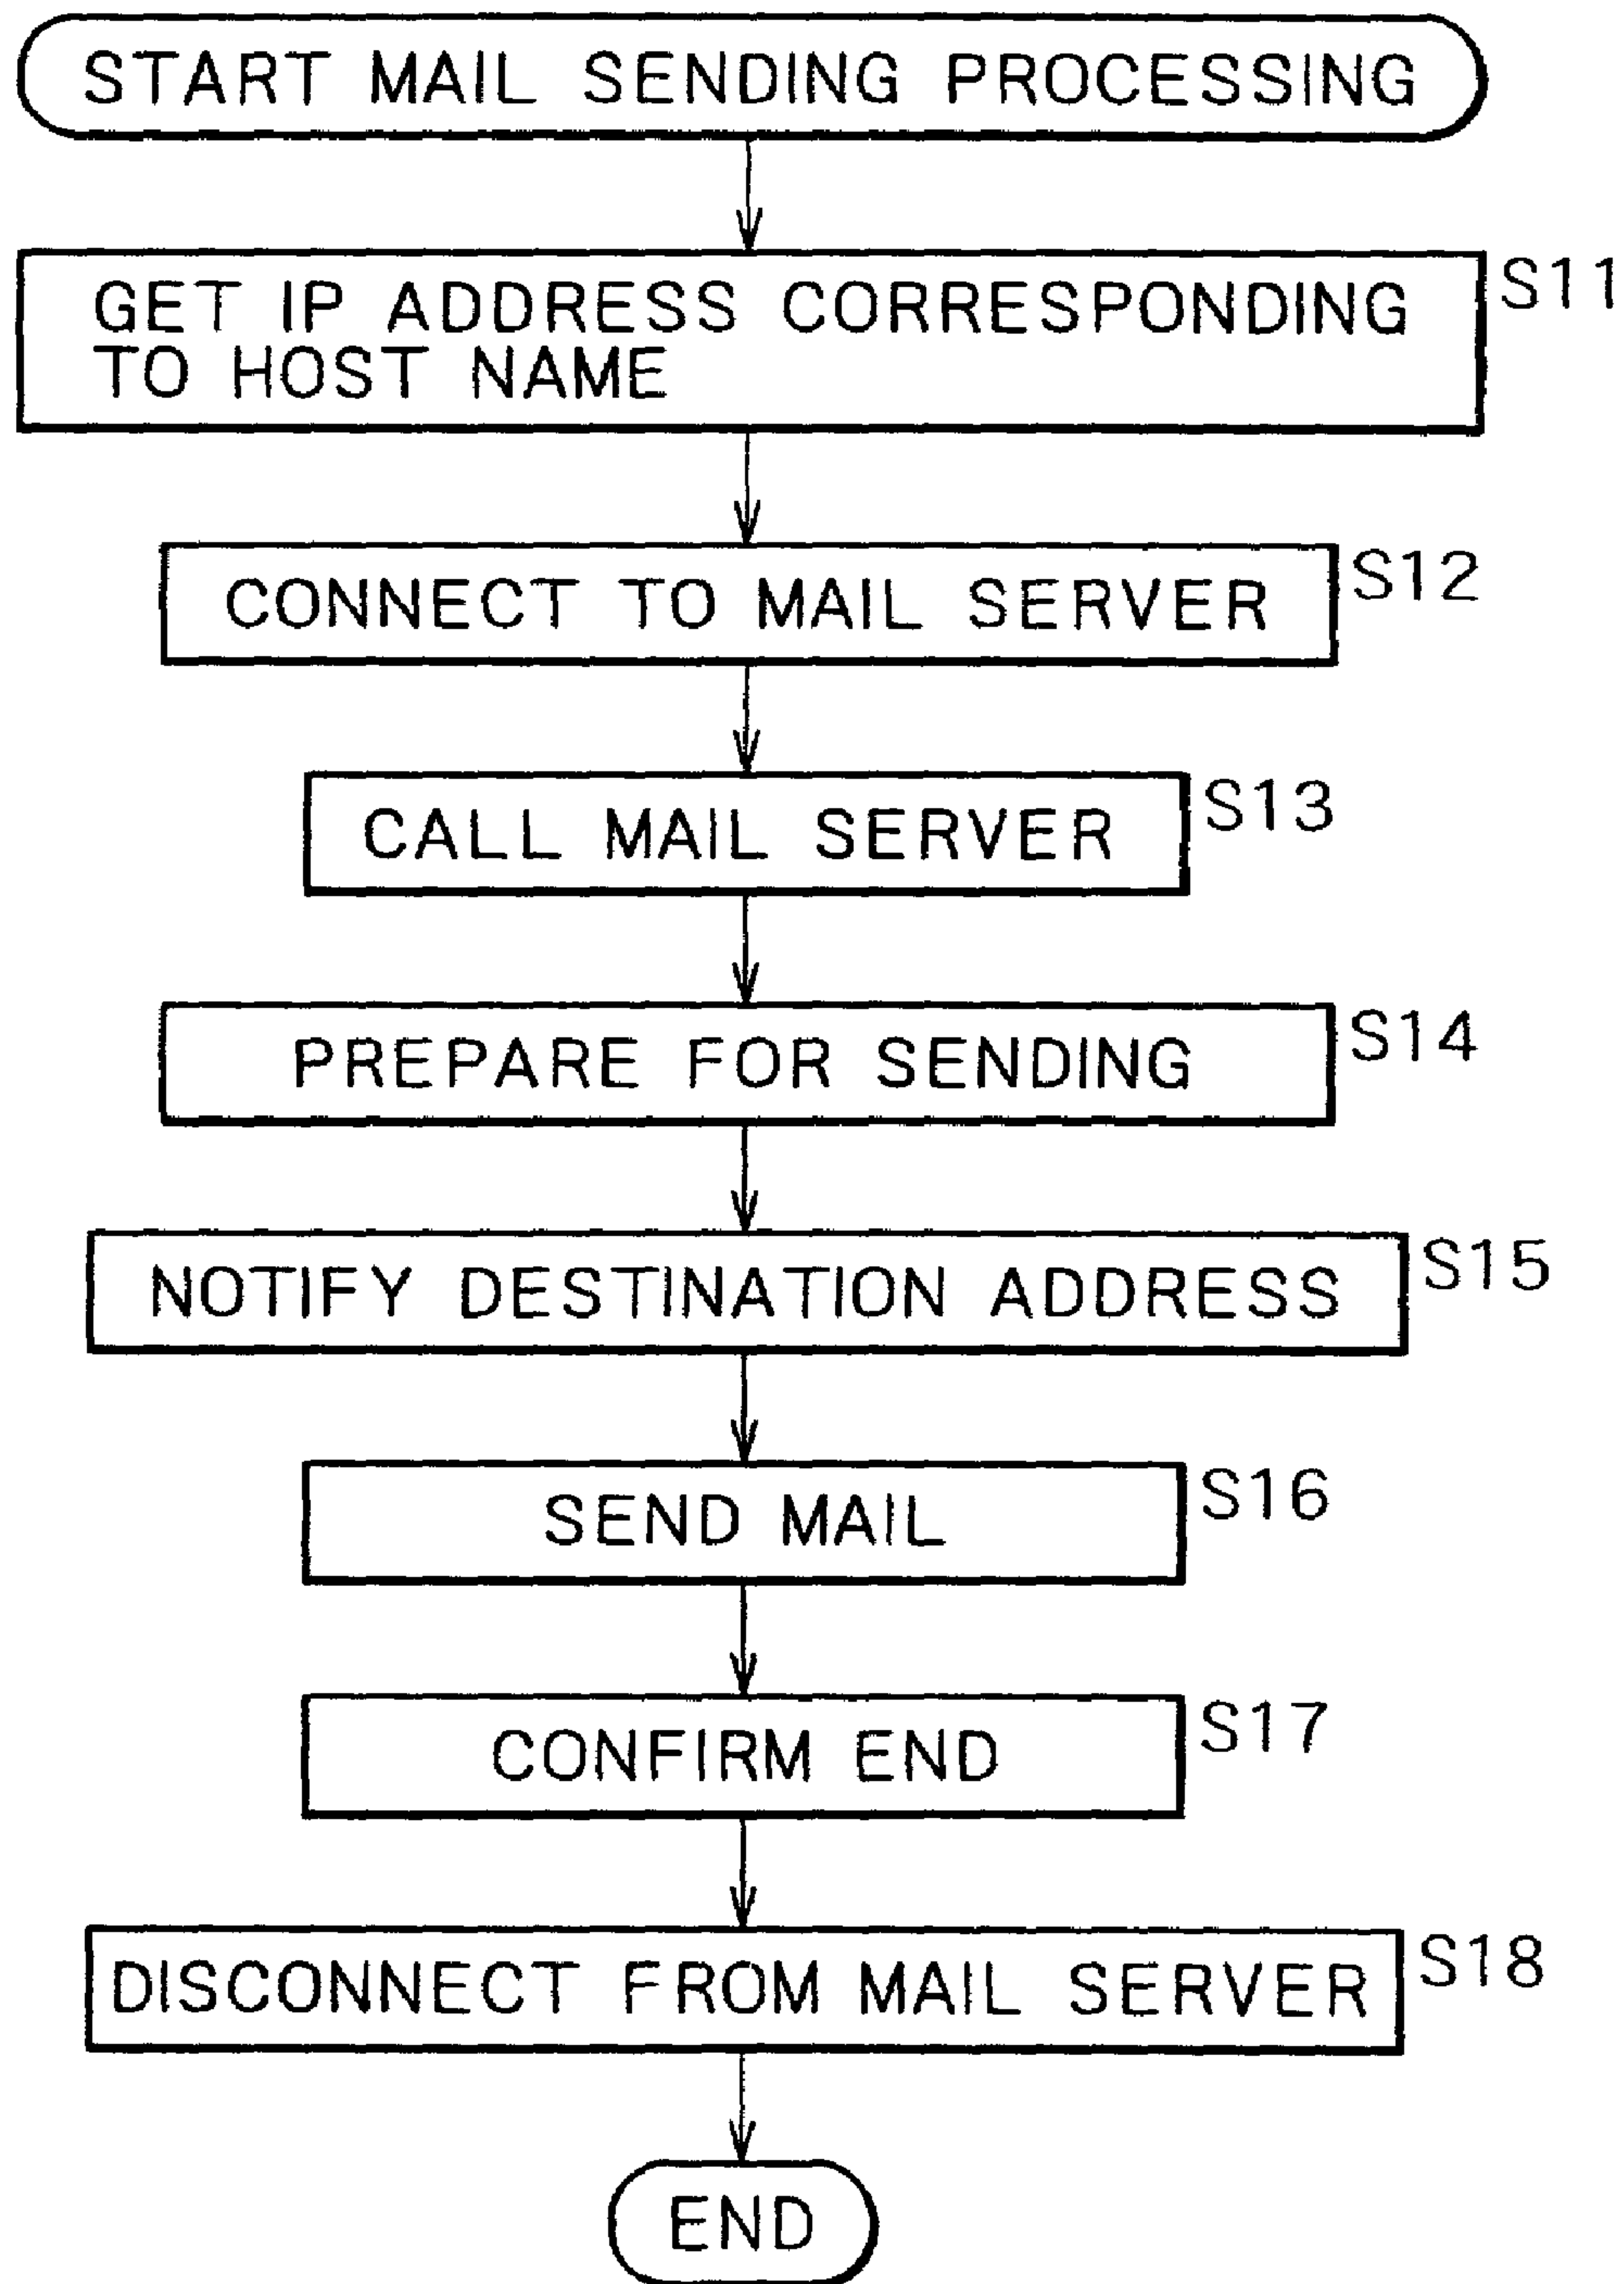 START MAIL SENDING PROCESSING
GET IP ADDRESS CORRESPONDING
TO HOST NAME
S11
CONNECT TO MAIL SERVER
S12
CALL MAIL SERVER
S13
PREPARE FOR SENDING
S14
NOTIFY DESTINATION ADDRESS
S15
SEND MAIL
S16
CONFIRM END
S17
DISCONNECT FROM MAIL SERVER
S18
END